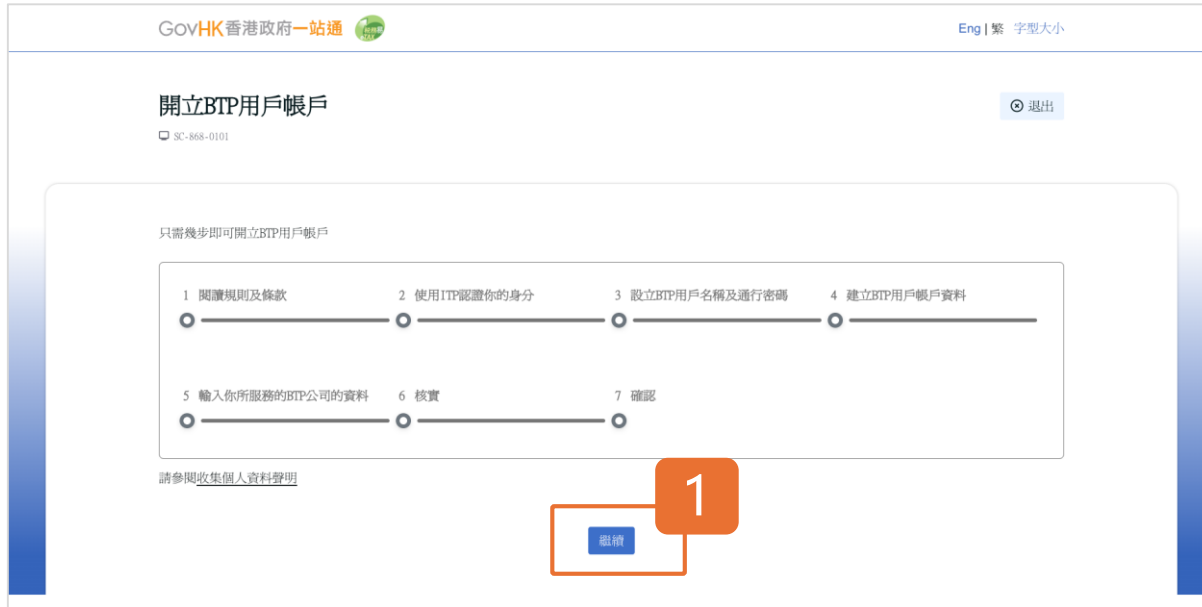 GovHK香港政府一站通
Eng | 繁 字型大小
開立BTP用戶帳戶
退出
SC-868-0101
只需幾步即可開立BTP用戶帳戶
1 閱讀規則及條款 2 使用ITP認證你的身分 3 設立BTP用戶名稱及通行密碼 4 建立BTP用戶帳戶資料
5 輸入你所服務的BTP公司的資料 6 核實 7 確認
請參閱收集個人資料聲明
1
繼續